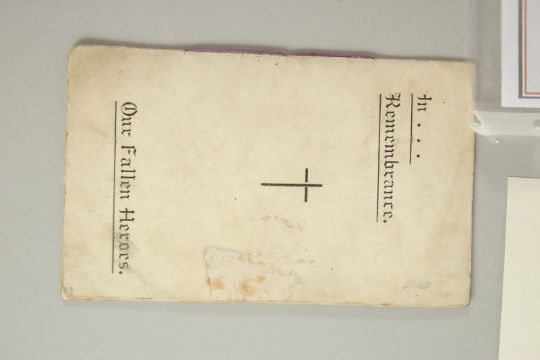 In . . .
Remembrance.
Our Fallen Heroes.